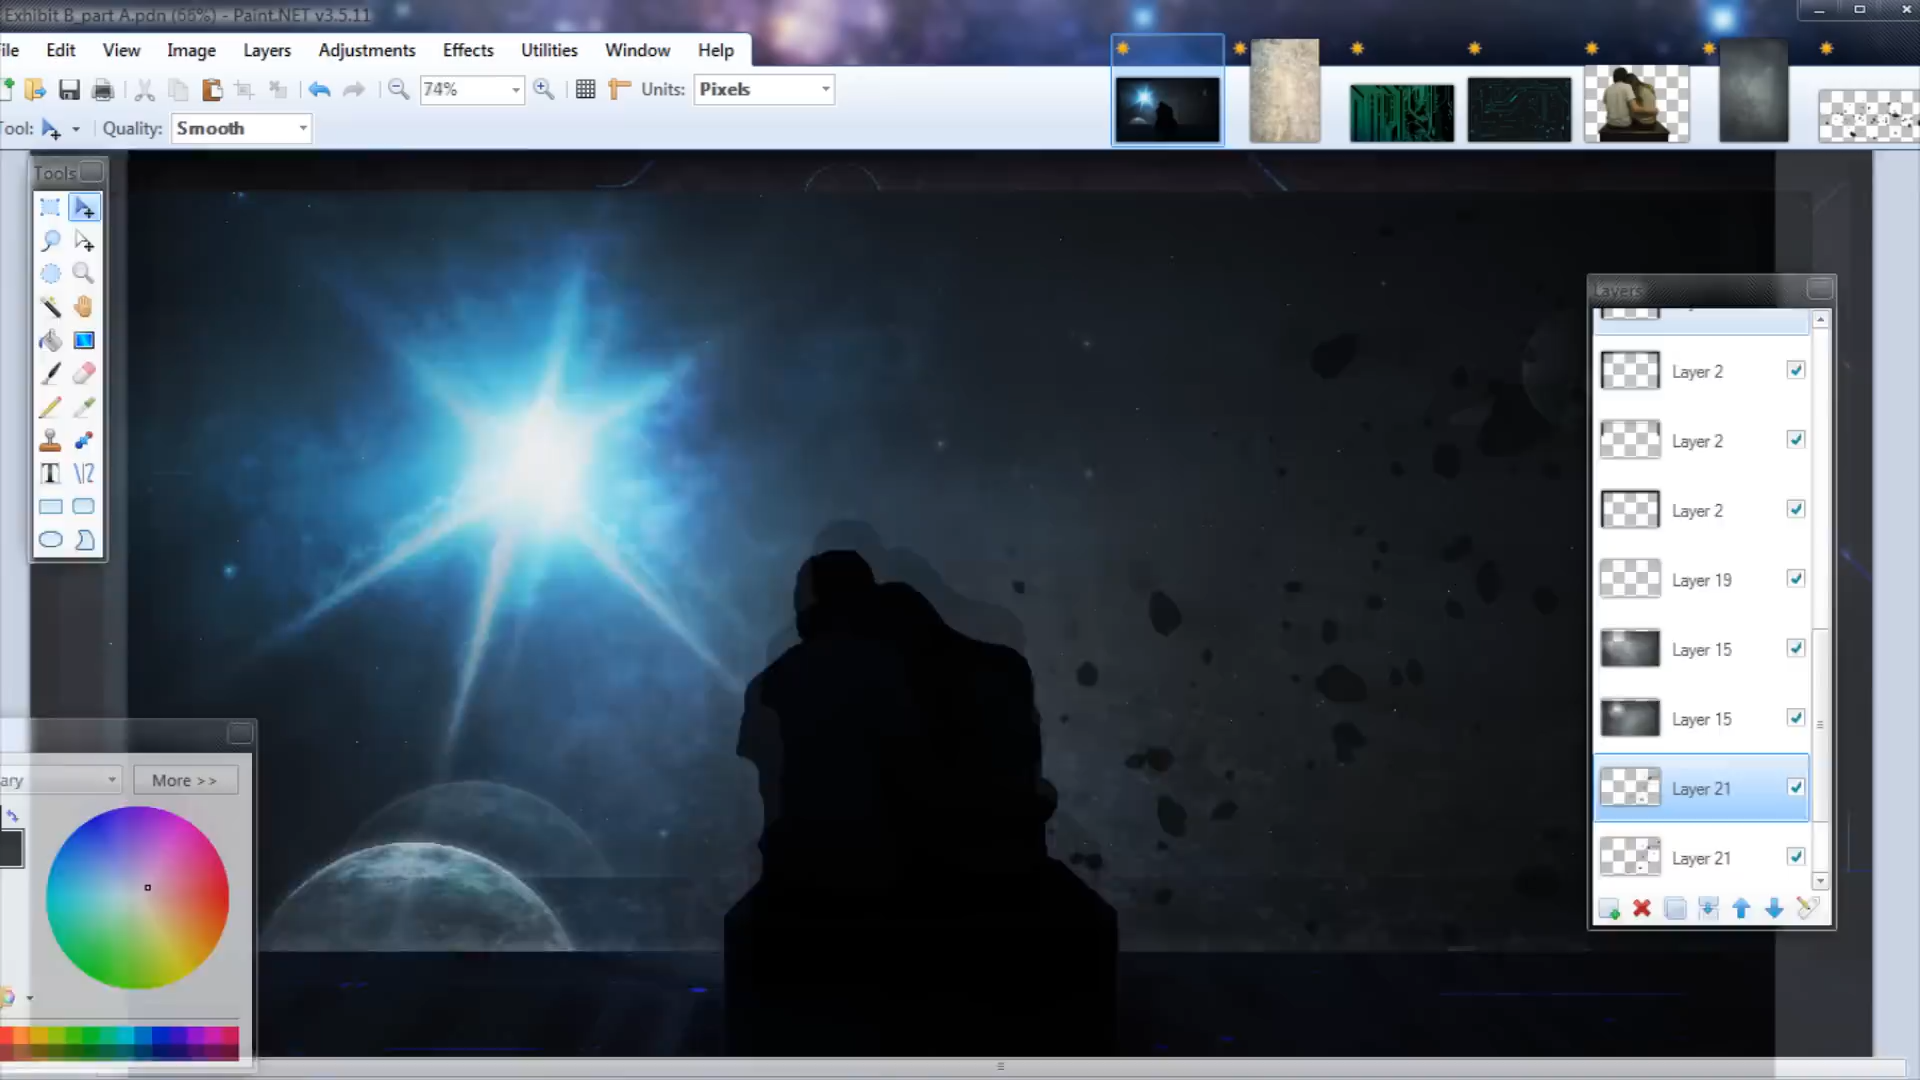 Exhibit B_part A.pdn (66%) - Paint.NET v3.5.11
ile Edit View Image Layers Adjustments Effects Utilities Window Help
74% Units: Pixels
ool: Quality: Smooth
Tools
Layers
Layer 2
Layer 2
Layer 2
Layer 19
Layer 15
Layer 15
Layer 21
Layer 21
ary More >>